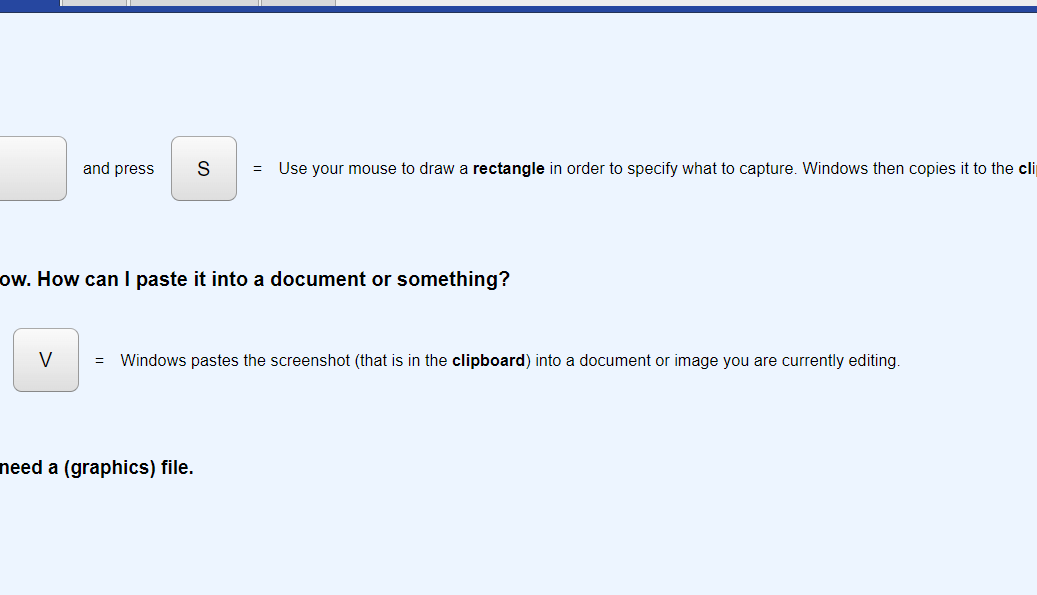 and press S = Use your mouse to draw a rectangle in order to specify what to capture. Windows then copies it to the cli
ow. How can I paste it into a document or something?
V = Windows pastes the screenshot (that is in the clipboard) into a document or image you are currently editing.
need a (graphics) file.